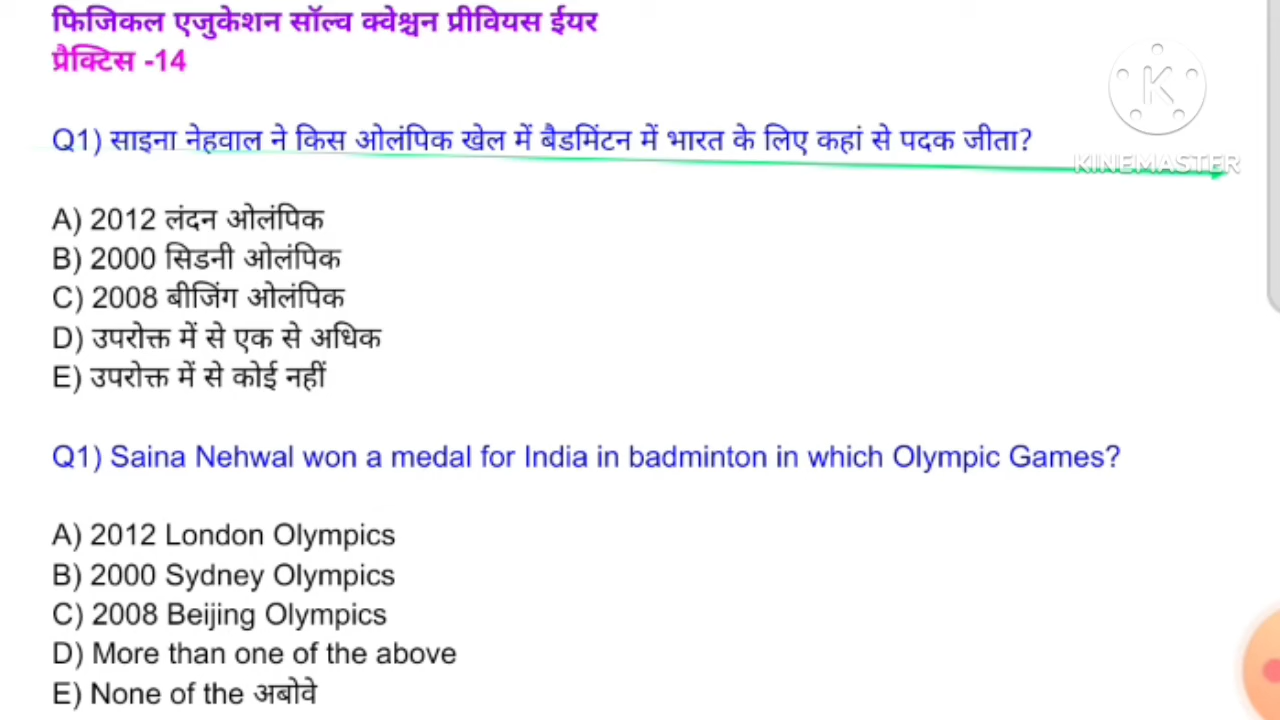 फिजिकल एजुकेशन सॉल्व क्वेश्चन प्रीवियस ईयर
प्रैक्टिस -14
K
KINEMASTER
Q1) साइना नेहवाल ने किस ओलंपिक खेल में बैडमिंटन में भारत के लिए कहां से पदक जीता?
A) 2012 लंदन ओलंपिक
B) 2000 सिडनी ओलंपिक
C) 2008 बीजिंग ओलंपिक
D) उपरोक्त में से एक से अधिक
E) उपरोक्त में से कोई नहीं
Q1) Saina Nehwal won a medal for India in badminton in which Olympic Games?
A) 2012 London Olympics
B) 2000 Sydney Olympics
C) 2008 Beijing Olympics
D) More than one of the above
E) None of the अबोवे